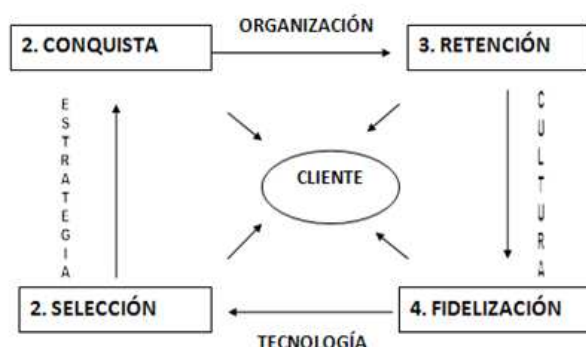 ORGANIZACIÓN
2. CONQUISTA
3. RETENCIÓN
ESTRATEGIA
CULTURA
CLIENTE
2. SELECCIÓN
4. FIDELIZACIÓN
TECNOLOGÍA